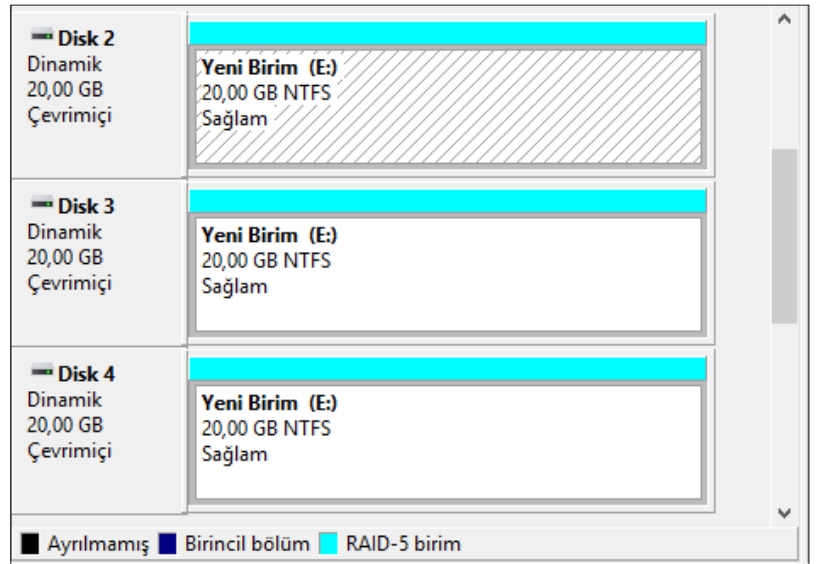 Disk 2
Dinamik
20,00 GB
Çevrimiçi
Yeni Birim (E:)
20,00 GB NTFS
Sağlam
Disk 3
Dinamik
20,00 GB
Çevrimiçi
Yeni Birim (E:)
20,00 GB NTFS
Sağlam
Disk 4
Dinamik
20,00 GB
Çevrimiçi
Yeni Birim (E:)
20,00 GB NTFS
Sağlam
Ayrılmamış Birincil bölüm RAID-5 birim